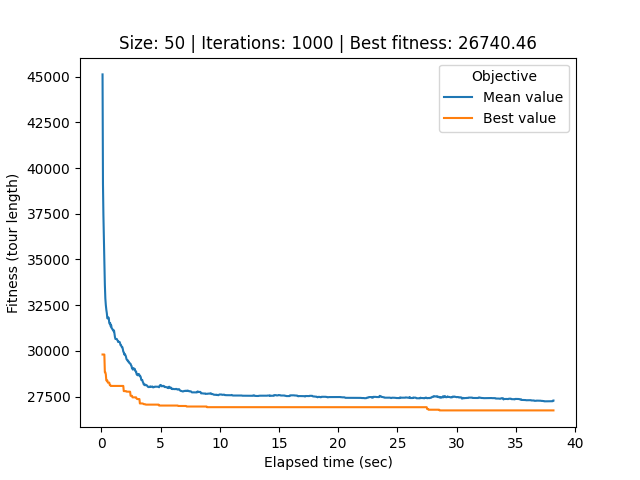 Size: 50 | Iterations: 1000 | Best fitness: 26740.46
Objective
Mean value
Best value
Fitness (tour length)
45000
42500
40000
37500
35000
32500
30000
27500
0 5 10 15 20 25 30 35 40
Elapsed time (sec)